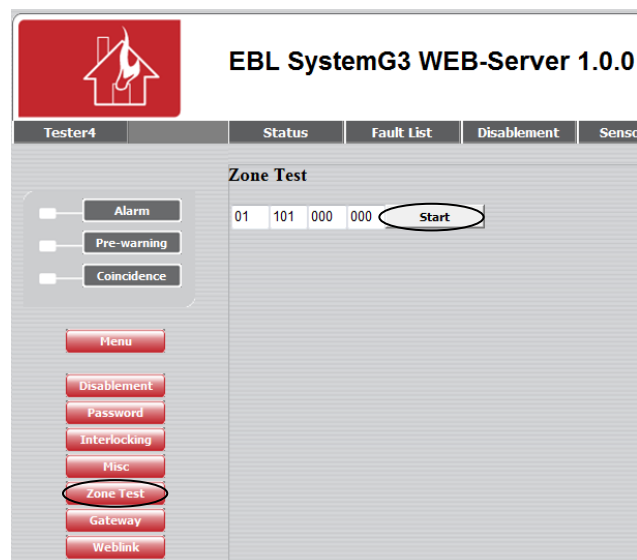 EBL SystemG3 WEB-Server 1.0.0
Tester4 Status Fault List Disablement
Zone Test
01 101 000 000 Start
Alarm
Pre-warning
Coincidence
Menu
Disablement
Password
Interlocking
Misc
Zone Test
Gateway
Weblink